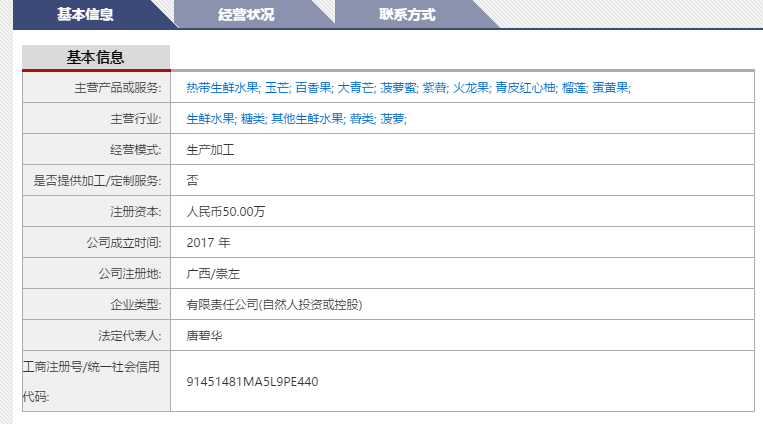 基本信息 经营状况 联系方式
基本信息
主营产品或服务: 热带生鲜水果; 玉芒; 百香果; 大青芒; 菠萝蜜; 紫薯; 火龙果; 青皮红心柚; 榴莲; 蛋黄果;
主营行业: 生鲜水果; 糖类; 其他生鲜水果; 薯类; 菠萝;
经营模式: 生产加工
是否提供加工/定制服务: 否
注册资本: 人民币50.00万
公司成立时间: 2017 年
公司注册地: 广西/崇左
企业类型: 有限责任公司(自然人投资或控股)
法定代表人: 唐碧华
工商注册号/统一社会信用
代码: 91451481MA5L9PE440